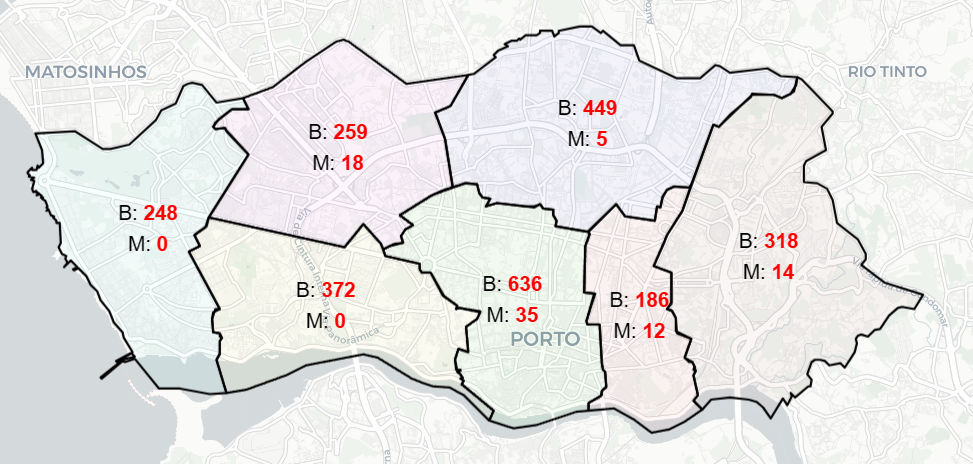 MATOSINHOS
RIO TINTO
B: 449
M: 5
B: 259
M: 18
B: 248
M: 0
B: 318
M: 14
B: 636
M: 35
B: 372
M: 0
B: 186
M: 12
PORTO